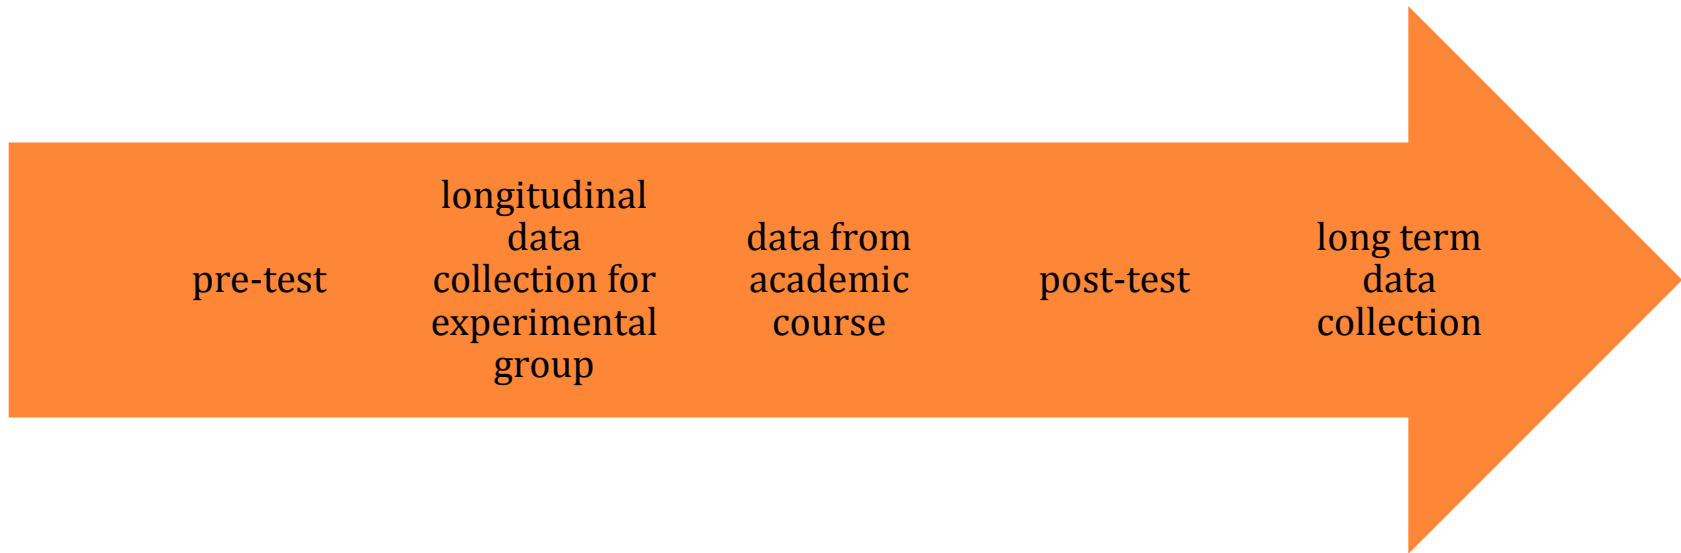 pre-test
longitudinal
data
collection for
experimental
group
data from
academic
course
post-test
long term
data
collection